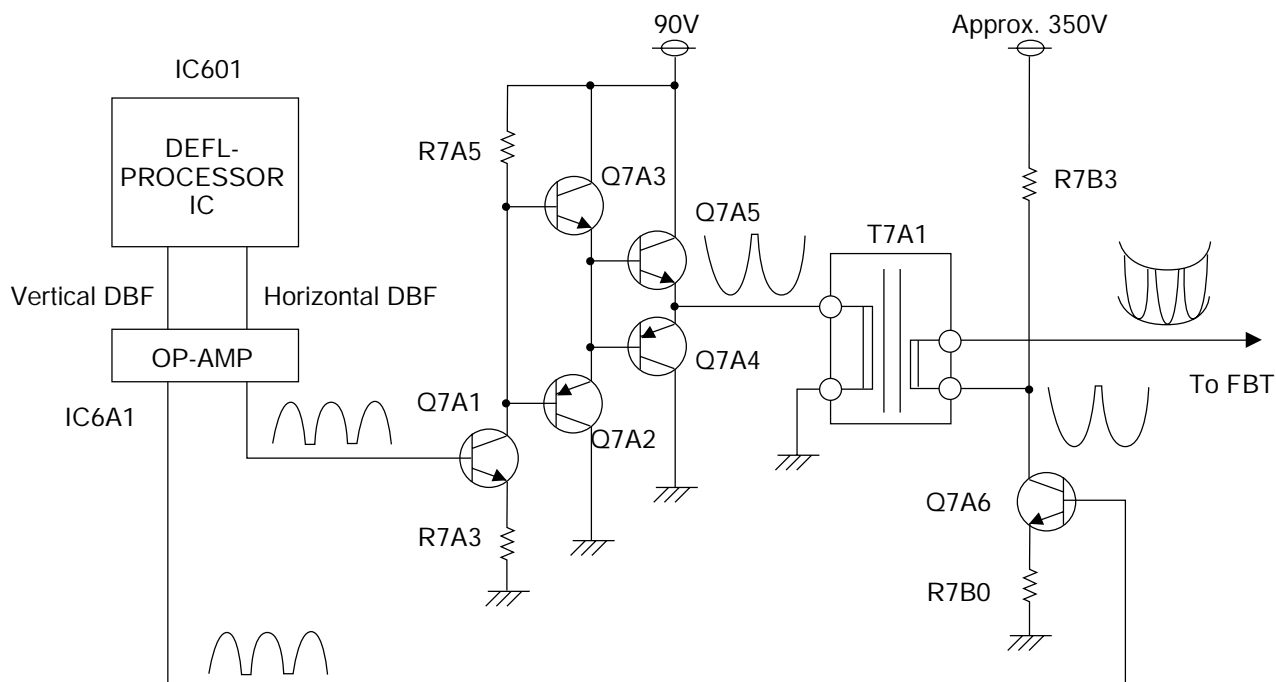 90V
Approx. 350V
IC601
DEFL-
PROCESSOR
IC
R7A5
Q7A3
R7B3
Q7A5
T7A1
Vertical DBF
Horizontal DBF
OP-AMP
Q7A4
To FBT
IC6A1
Q7A1
Q7A2
Q7A6
R7A3
R7B0